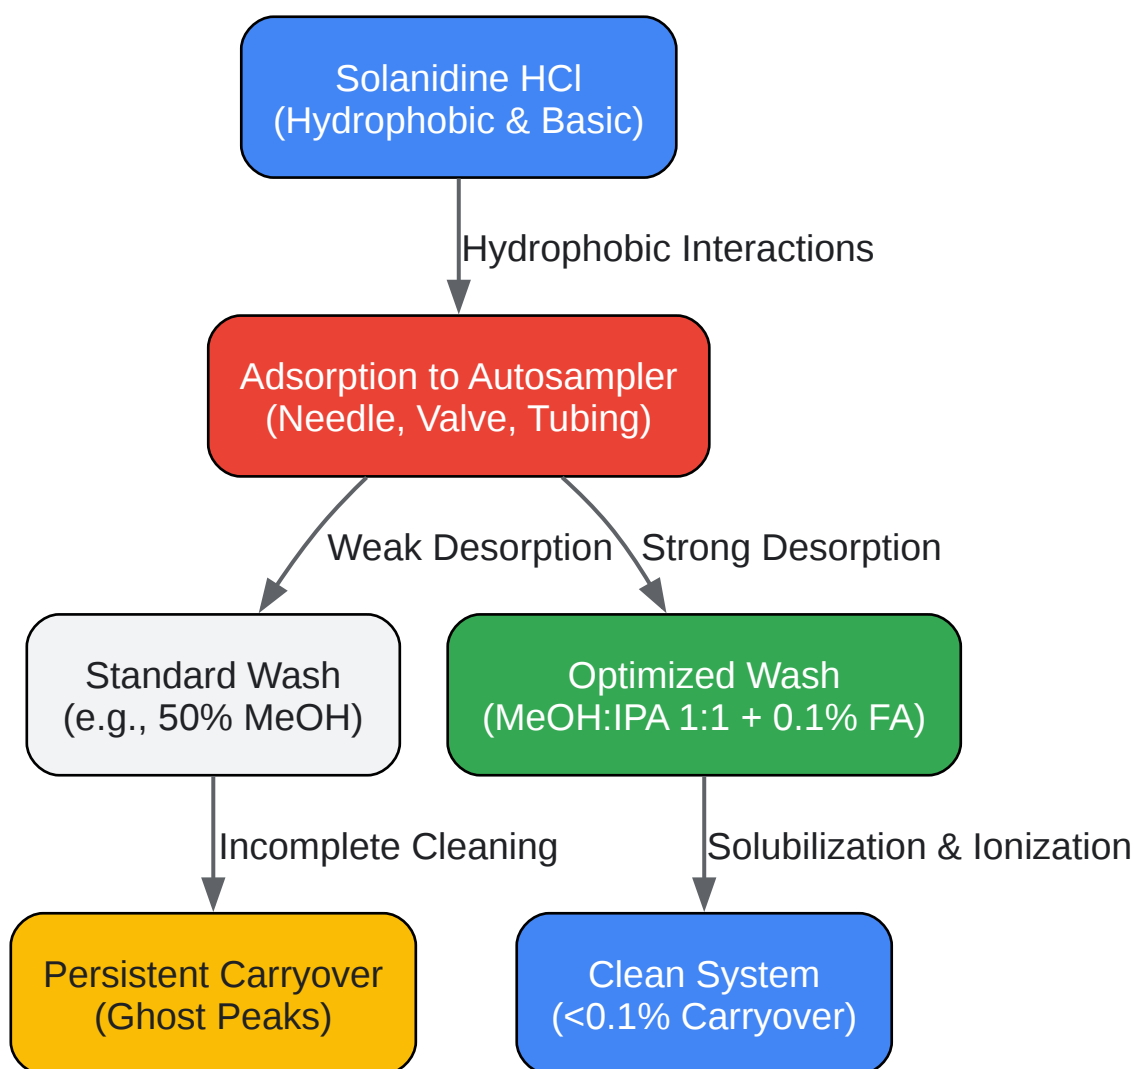 Solanidine HCl
(Hydrophobic & Basic)
Hydrophobic Interactions
Adsorption to Autosampler
(Needle, Valve, Tubing)
Weak Desorption
Strong Desorption
Standard Wash
(e.g., 50% MeOH)
Optimized Wash
(MeOH:IPA 1:1 + 0.1% FA)
Incomplete Cleaning
Solubilization & Ionization
Persistent Carryover
(Ghost Peaks)
Clean System
(<0.1% Carryover)